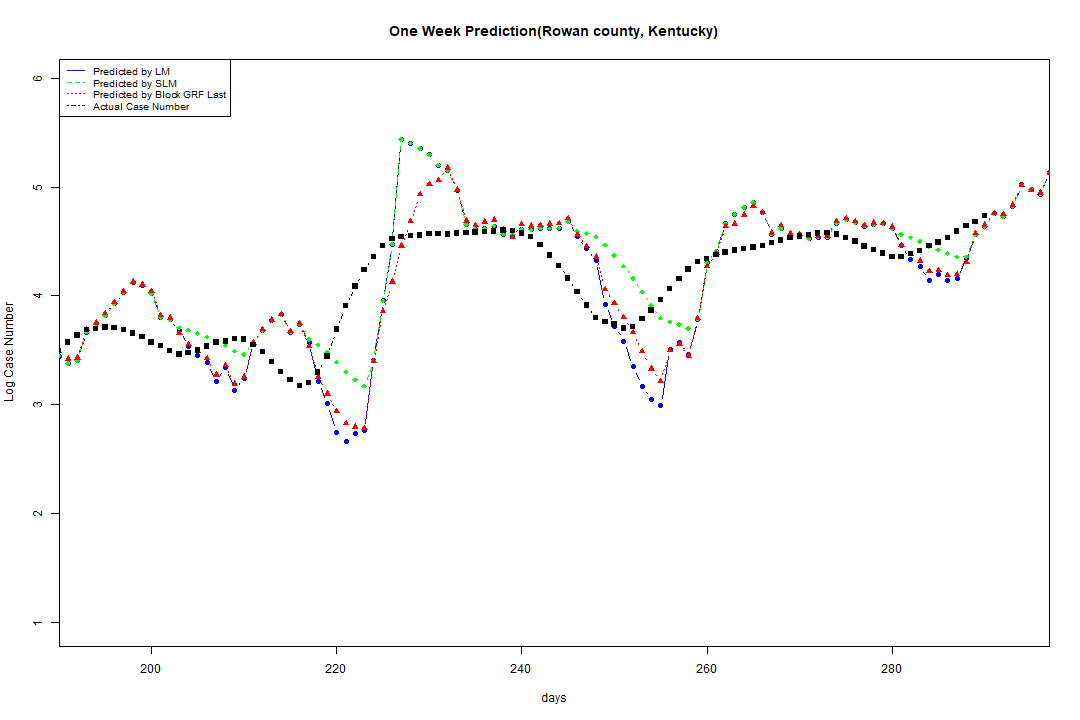 One Week Prediction(Rowan county, Kentucky)
Predicted by LM
Predicted by SLM
Predicted by Block GRF Last
Actual Case Number
6
5
4
3
2
1
Log Case Number
200 220 240 260 280
days